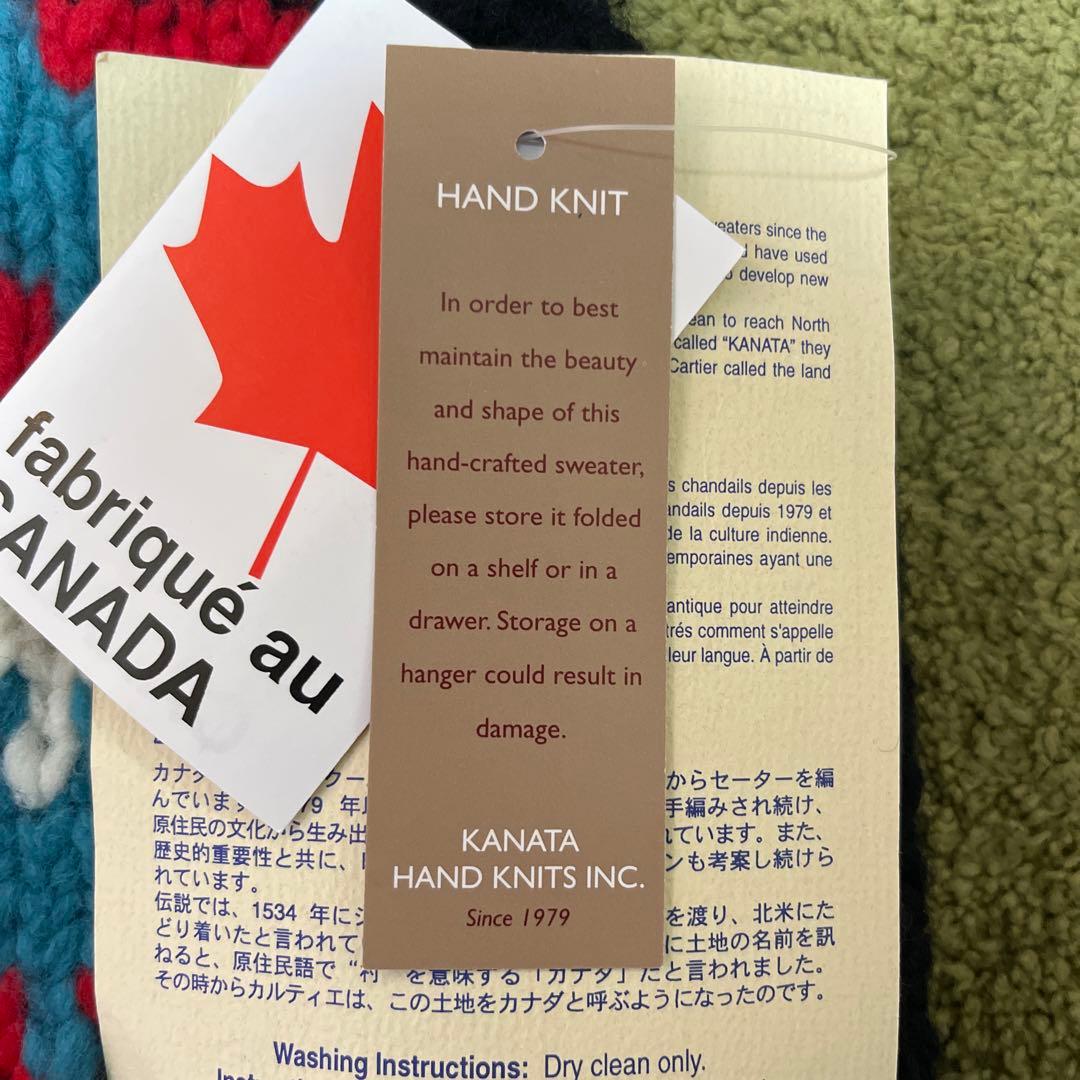 HAND KNIT
In order to best
maintain the beauty
and shape of this
hand-crafted sweater,
please store it folded
on a shelf or in a
drawer. Storage on a
hanger could result in
damage.
KANATA
HAND KNITS INC.
Since 1979
fabriqué au
CANADA
since the
have used
develop new
to reach North
called “KANATA” they
Cartier called the land
chandails depuis les
depuis 1979 et
de la culture indienne.
ayant une
pour atteindre
comment s'appelle
leur langue. À partir de
からセーターを編
んでいます 年 手編みされ続け、
原住民の文化から生み出 れています。また、
歴史的重要性と共に、 も考案し続けら
れています。
伝説では、1534 年に を渡り、北米にた
どり着いたと言われて に土地の名前を訊
ねると、原住民語で “村” を意味する「カナダ」だと言われました。
その時からカルティエは、この土地をカナダと呼ぶようになったのです。
Washing Instructions: Dry clean only.